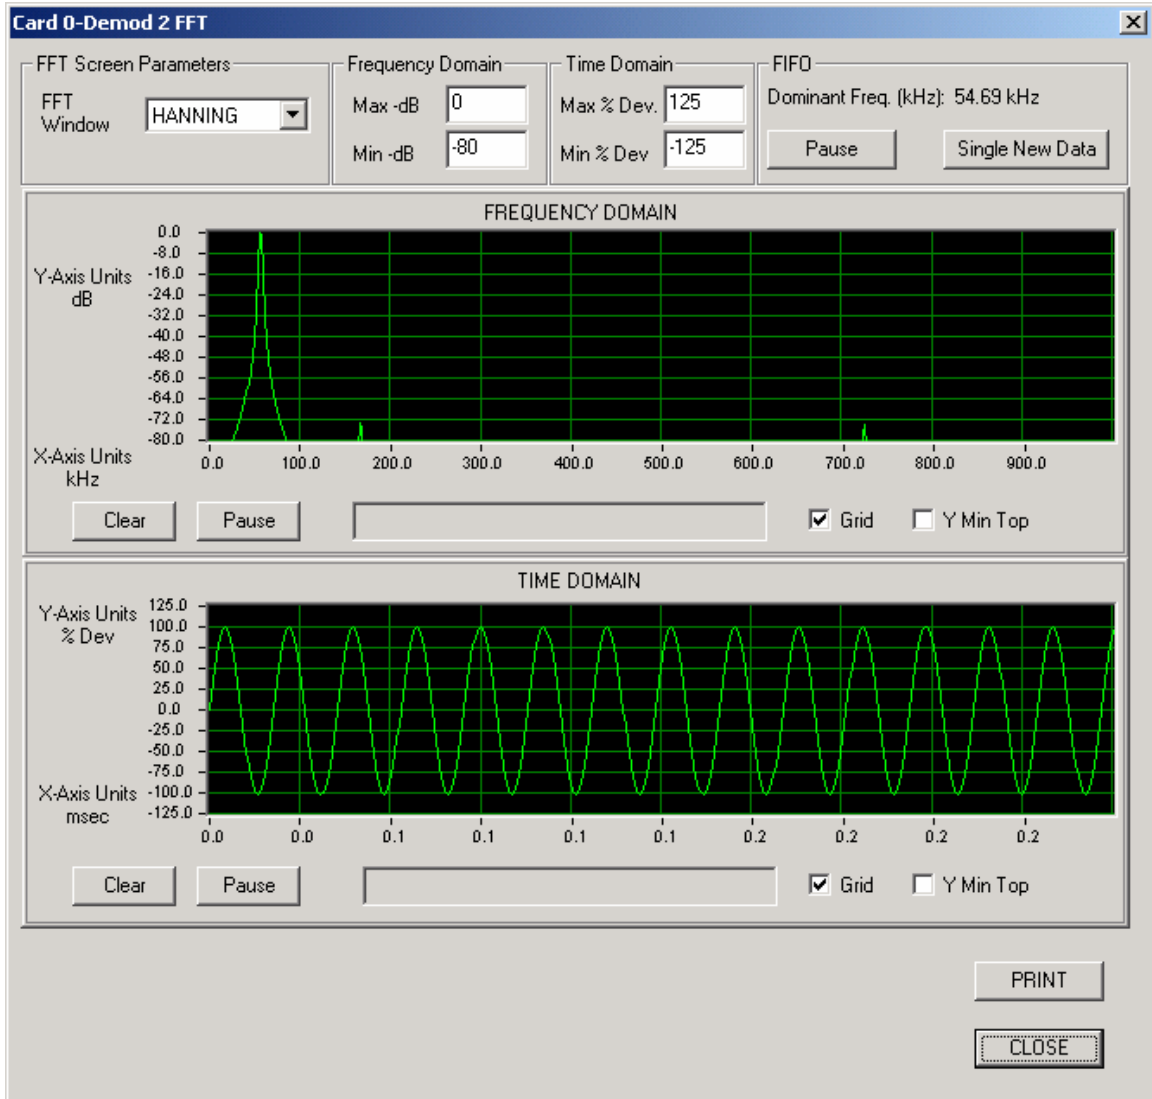 Card 0-Demod 2 FFT
FFT Screen Parameters
FFT
Window
HANNING
Frequency Domain
Max -dB
0
Min -dB
-80
Time Domain
Max % Dev.
125
Min % Dev
-125
FIFO
Dominant Freq. (kHz): 54.69 kHz
Pause
Single New Data
FREQUENCY DOMAIN
Y-Axis Units
dB
0.0
-8.0
-16.0
-24.0
-32.0
-40.0
-48.0
-56.0
-64.0
-72.0
-80.0
X-Axis Units
kHz
0.0 100.0 200.0 300.0 400.0 500.0 600.0 700.0 800.0 900.0
Clear
Pause
Grid
Y Min Top
TIME DOMAIN
Y-Axis Units
% Dev
125.0
100.0
75.0
50.0
25.0
0.0
-25.0
-50.0
-75.0
-100.0
-125.0
X-Axis Units
msec
0.0 0.0 0.1 0.1 0.1 0.1 0.2 0.2 0.2 0.2
Clear
Pause
Grid
Y Min Top
PRINT
CLOSE